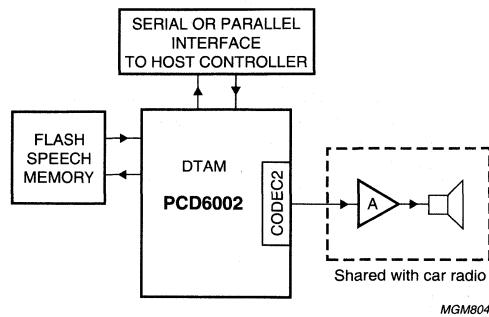 SERIAL OR PARALLEL
INTERFACE
TO HOST CONTROLLER
FLASH
SPEECH
MEMORY
DTAM
PCD6002
CODEC2
A
Shared with car radio
MGM804